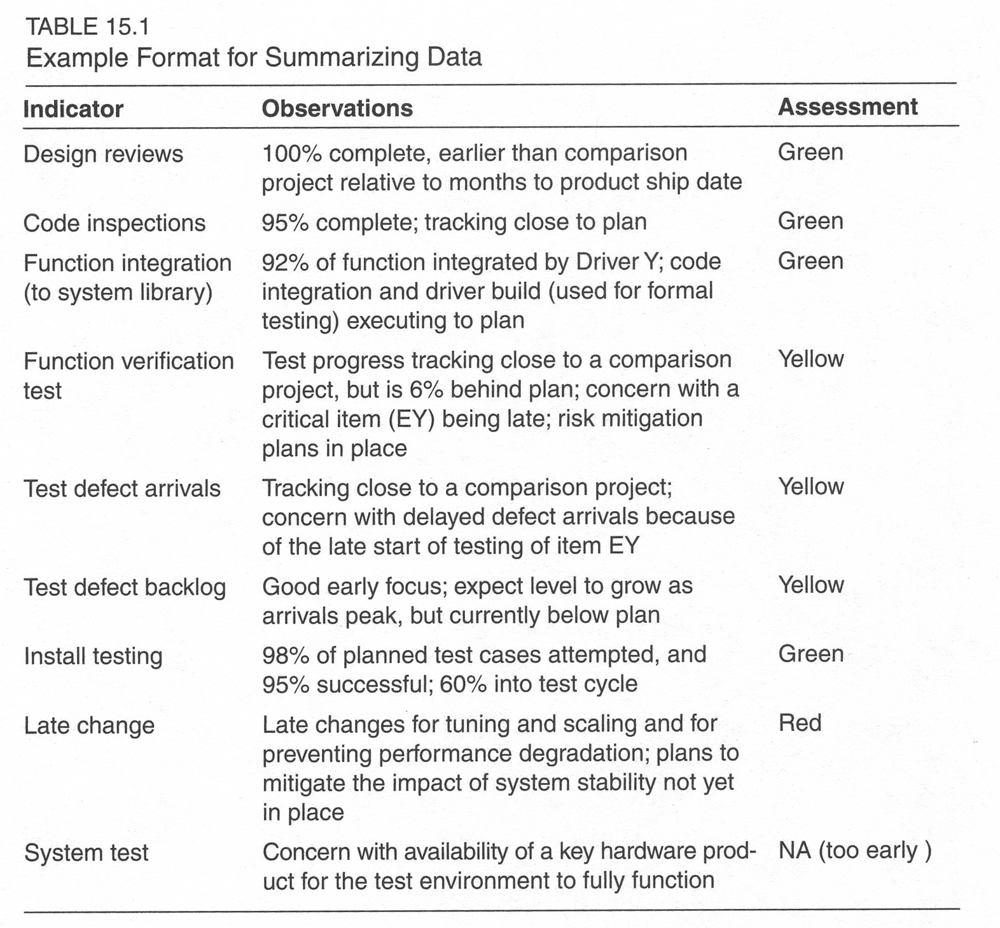 TABLE 15.1
Example Format for Summarizing Data
Indicator Observations Assessment
Design reviews 100% complete, earlier than comparison Green
project relative to months to product ship date
Code inspections 95% complete; tracking close to plan Green
Function integration 92% of function integrated by Driver Y; code Green
(to system library) integration and driver build (used for formal
testing) executing to plan
Function verification Test progress tracking close to a comparison Yellow
test project, but is 6% behind plan; concern with a
critical item (EY) being late; risk mitigation
plans in place
Test defect arrivals Tracking close to a comparison project; Yellow
concern with delayed defect arrivals because
of the late start of testing of item EY
Test defect backlog Good early focus; expect level to grow as Yellow
arrivals peak, but currently below plan
Install testing 98% of planned test cases attempted, and Green
95% successful; 60% into test cycle
Late change Late changes for tuning and scaling and for Red
preventing performance degradation; plans to
mitigate the impact of system stability not yet
in place
System test Concern with availability of a key hardware prod- NA (too early )
uct for the test environment to fully function